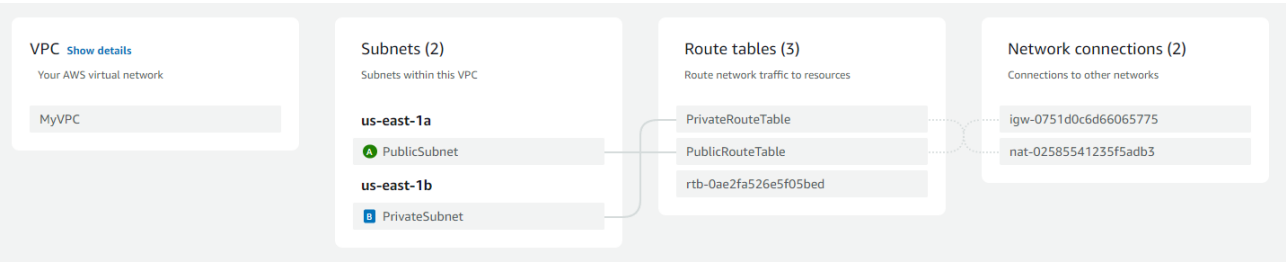 VPC Show details
Your AWS virtual network
MyVPC
Subnets (2)
Subnets within this VPC
us-east-1a
A PublicSubnet
us-east-1b
B PrivateSubnet
Route tables (3)
Route network traffic to resources
PrivateRouteTable
PublicRouteTable
rtb-0ae2fa526e5f05bed
Network connections (2)
Connections to other networks
igw-0751d0c6d66065775
nat-02585541235f5adb3